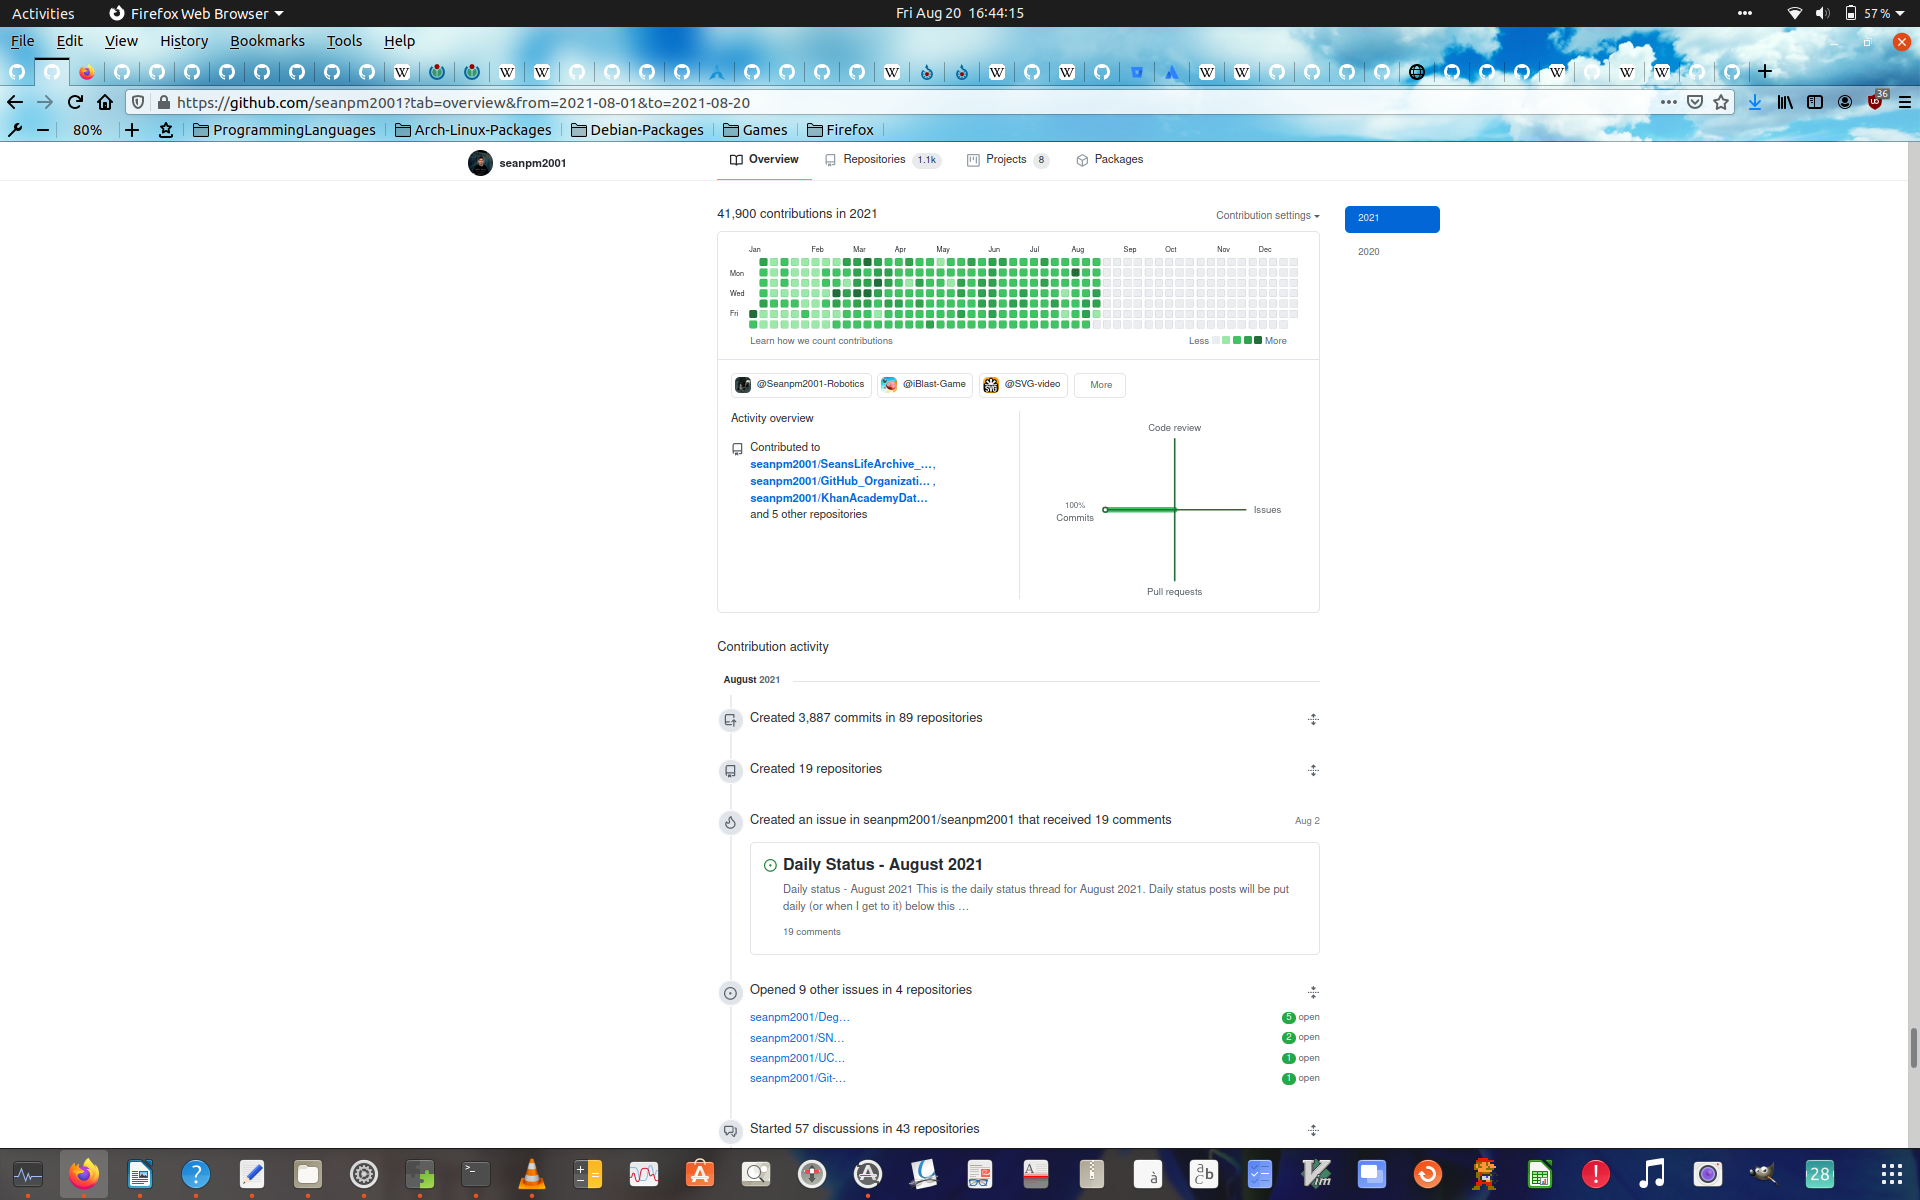 Activities Firefox Web Browser Fri Aug 20 16:44:15 57 %
File Edit View History Bookmarks Tools Help
https://github.com/seanpm2001?tab=overview&from=2021-08-01&to=2021-08-20 36
80% ProgrammingLanguages Arch-Linux-Packages Debian-Packages Games Firefox
seanpm2001 Overview Repositories 1.1k Projects 8 Packages
41,900 contributions in 2021 Contribution settings
2021
2020
Jan Feb Mar Apr May Jun Jul Aug Sep Oct Nov Dec
Mon
Wed
Fri
Learn how we count contributions Less More
@Seanpm2001-Robotics @iBlast-Game @SVG-video More
Activity overview
Contributed to
seanpm2001/SeansLifeArchive_…,
seanpm2001/GitHub_Organizati… ,
seanpm2001/KhanAcademyDat…
and 5 other repositories
Code review
100%
Commits
Issues
Pull requests
Contribution activity
August 2021
Created 3,887 commits in 89 repositories
Created 19 repositories
Created an issue in seanpm2001/seanpm2001 that received 19 comments Aug 2
Daily Status - August 2021
Daily status - August 2021 This is the daily status thread for August 2021. Daily status posts will be put
daily (or when I get to it) below this …
19 comments
Opened 9 other issues in 4 repositories
seanpm2001/Deg… 5 open
seanpm2001/SN… 2 open
seanpm2001/UC… 1 open
seanpm2001/Git-… 1 open
Started 57 discussions in 43 repositories
28